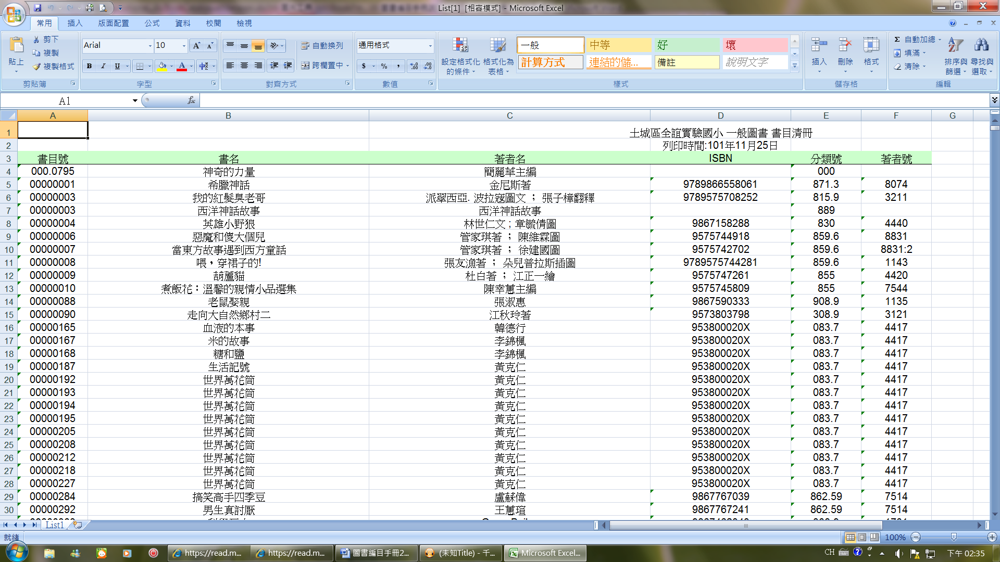 List[1]  [相容模式] - Microsoft Excel
常用 插入 版面配置 公式 資料 校閱 檢視
貼上 剪下 複製 複製格式 剪貼簿
Arial 10 B I U 字型
自動換列 跨欄置中 對齊方式
通用格式 $ % , 數值
設定格式化的條件 格式化為表格 一般 中等 好 壞 計算方式 連結的儲... 備註 說明文字 樣式
插入 刪除 格式 儲存格
Σ 自動加總 填滿 清除 排序與篩選 尋找與選取 編輯
A1 fx
A B C D E F G
1 土城區全誼實驗國小 一般圖書 書目清冊
2 列印時間:101年11月25日
3 書目號 書名 著者名 ISBN 分類號 著者號
4 000.0795 神奇的力量 簡麗華主編 000
5 00000001 希臘神話 金尼斯著 9789866558061 871.3 8074
6 00000003 我的紅髮臭老哥 派翠西亞. 波拉寇圖文 ； 張子樟翻釋 9789575708252 815.9 3211
7 00000003 西洋神話故事 西洋神話故事 889
8 00000004 英雄小野狼 林世仁文 ; 章毓倩圖 9867158288 830 4440
9 00000006 惡魔和傻大個兒 管家琪著 ； 陳維霖圖 9575744918 859.6 8831
10 00000007 當東方故事遇到西方童話 管家琪著 ； 徐建國圖 9575742702 859.6 8831:2
11 00000008 喂，穿裙子的! 張友漁著 ； 朵兒普拉斯插圖 9789575744281 859.6 1143
12 00000009 葫蘆貓 杜白著 ； 江正一繪 9575747261 855 4420
13 00000010 煮飯花：溫馨的親情小品選集 陳幸蕙主編 9575745809 855 7544
14 00000088 老鼠娶親 張淑惠 9867590333 908.9 1135
15 00000090 走向大自然鄉村二 江秋玲著 9573803798 308.9 3121
16 00000165 血液的本事 韓德行 953800020X 083.7 4417
17 00000167 米的故事 李錦楓 953800020X 083.7 4417
18 00000168 糖和鹽 李錦楓 953800020X 083.7 4417
19 00000187 生活記號 黃克仁 953800020X 083.7 4417
20 00000192 世界萬花筒 黃克仁 953800020X 083.7 4417
21 00000193 世界萬花筒 黃克仁 953800020X 083.7 4417
22 00000194 世界萬花筒 黃克仁 953800020X 083.7 4417
23 00000195 世界萬花筒 黃克仁 953800020X 083.7 4417
24 00000205 世界萬花筒 黃克仁 953800020X 083.7 4417
25 00000208 世界萬花筒 黃克仁 953800020X 083.7 4417
26 00000212 世界萬花筒 黃克仁 953800020X 083.7 4417
27 00000218 世界萬花筒 黃克仁 953800020X 083.7 4417
28 00000227 世界萬花筒 黃克仁 953800020X 083.7 4417
29 00000284 搞笑高手四季豆 盧蘇偉 9867767039 862.59 7514
30 00000292 男生真討厭 王蕙瑄 9867767241 862.59 7514
List1
就緒 100%
https://read.m... https://read.m... 圖書編目手冊2... (未知Title) - 千... Microsoft Excel... CH 下午 02:35